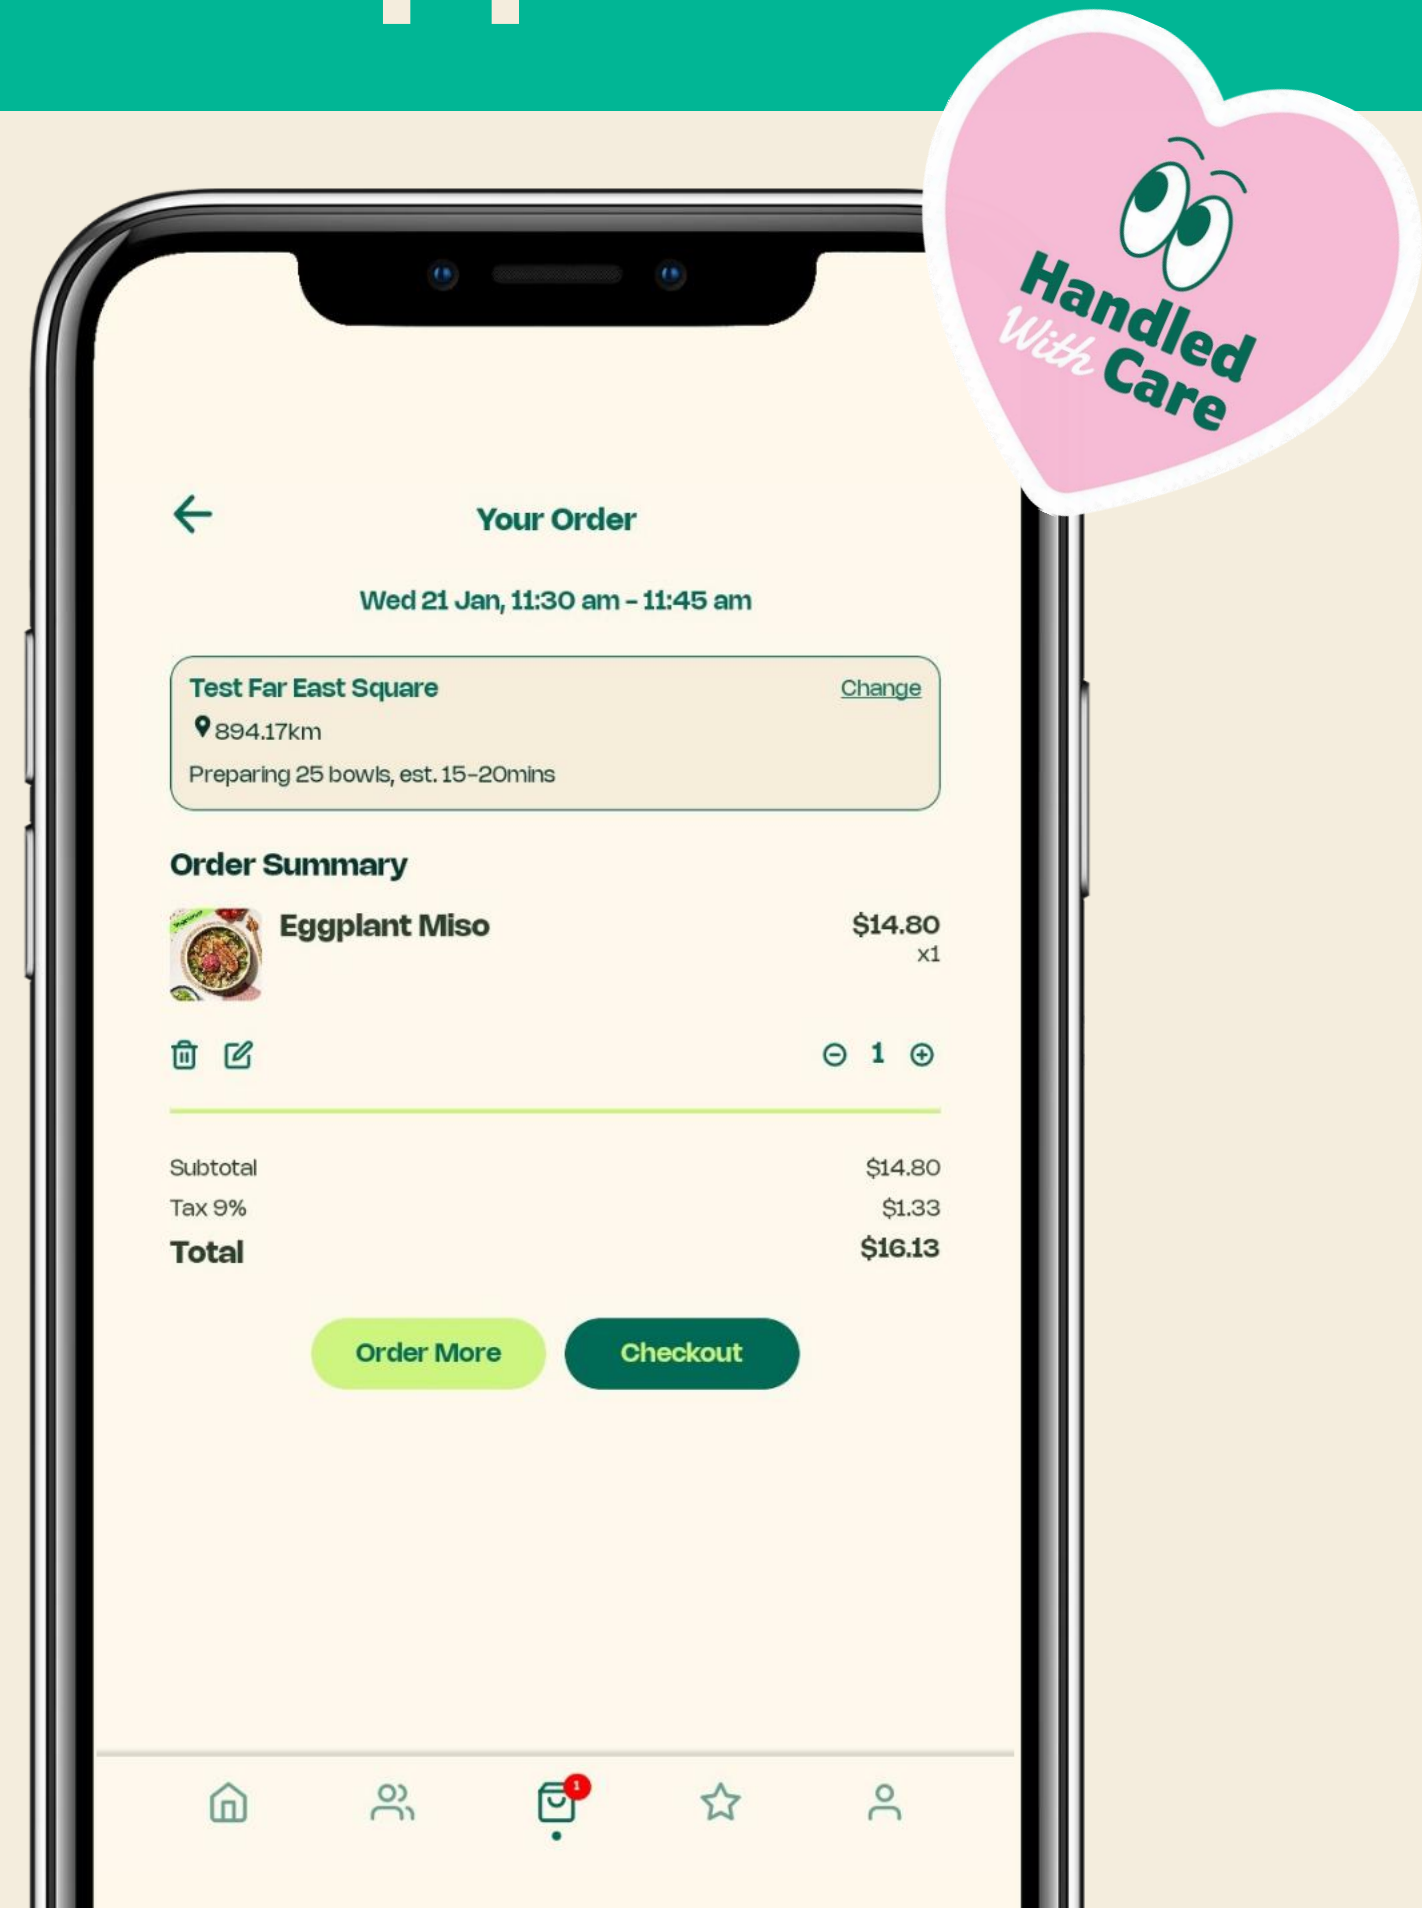 Handled
With Care
Your Order
Wed 21 Jan, 11:30 am - 11:45 am
Test Far East Square
Change
894.17km
Preparing 25 bowls, est. 15-20mins
Order Summary
Eggplant Miso
$14.80
x1
1
Subtotal
$14.80
Tax 9%
$1.33
Total
$16.13
Order More
Checkout
1